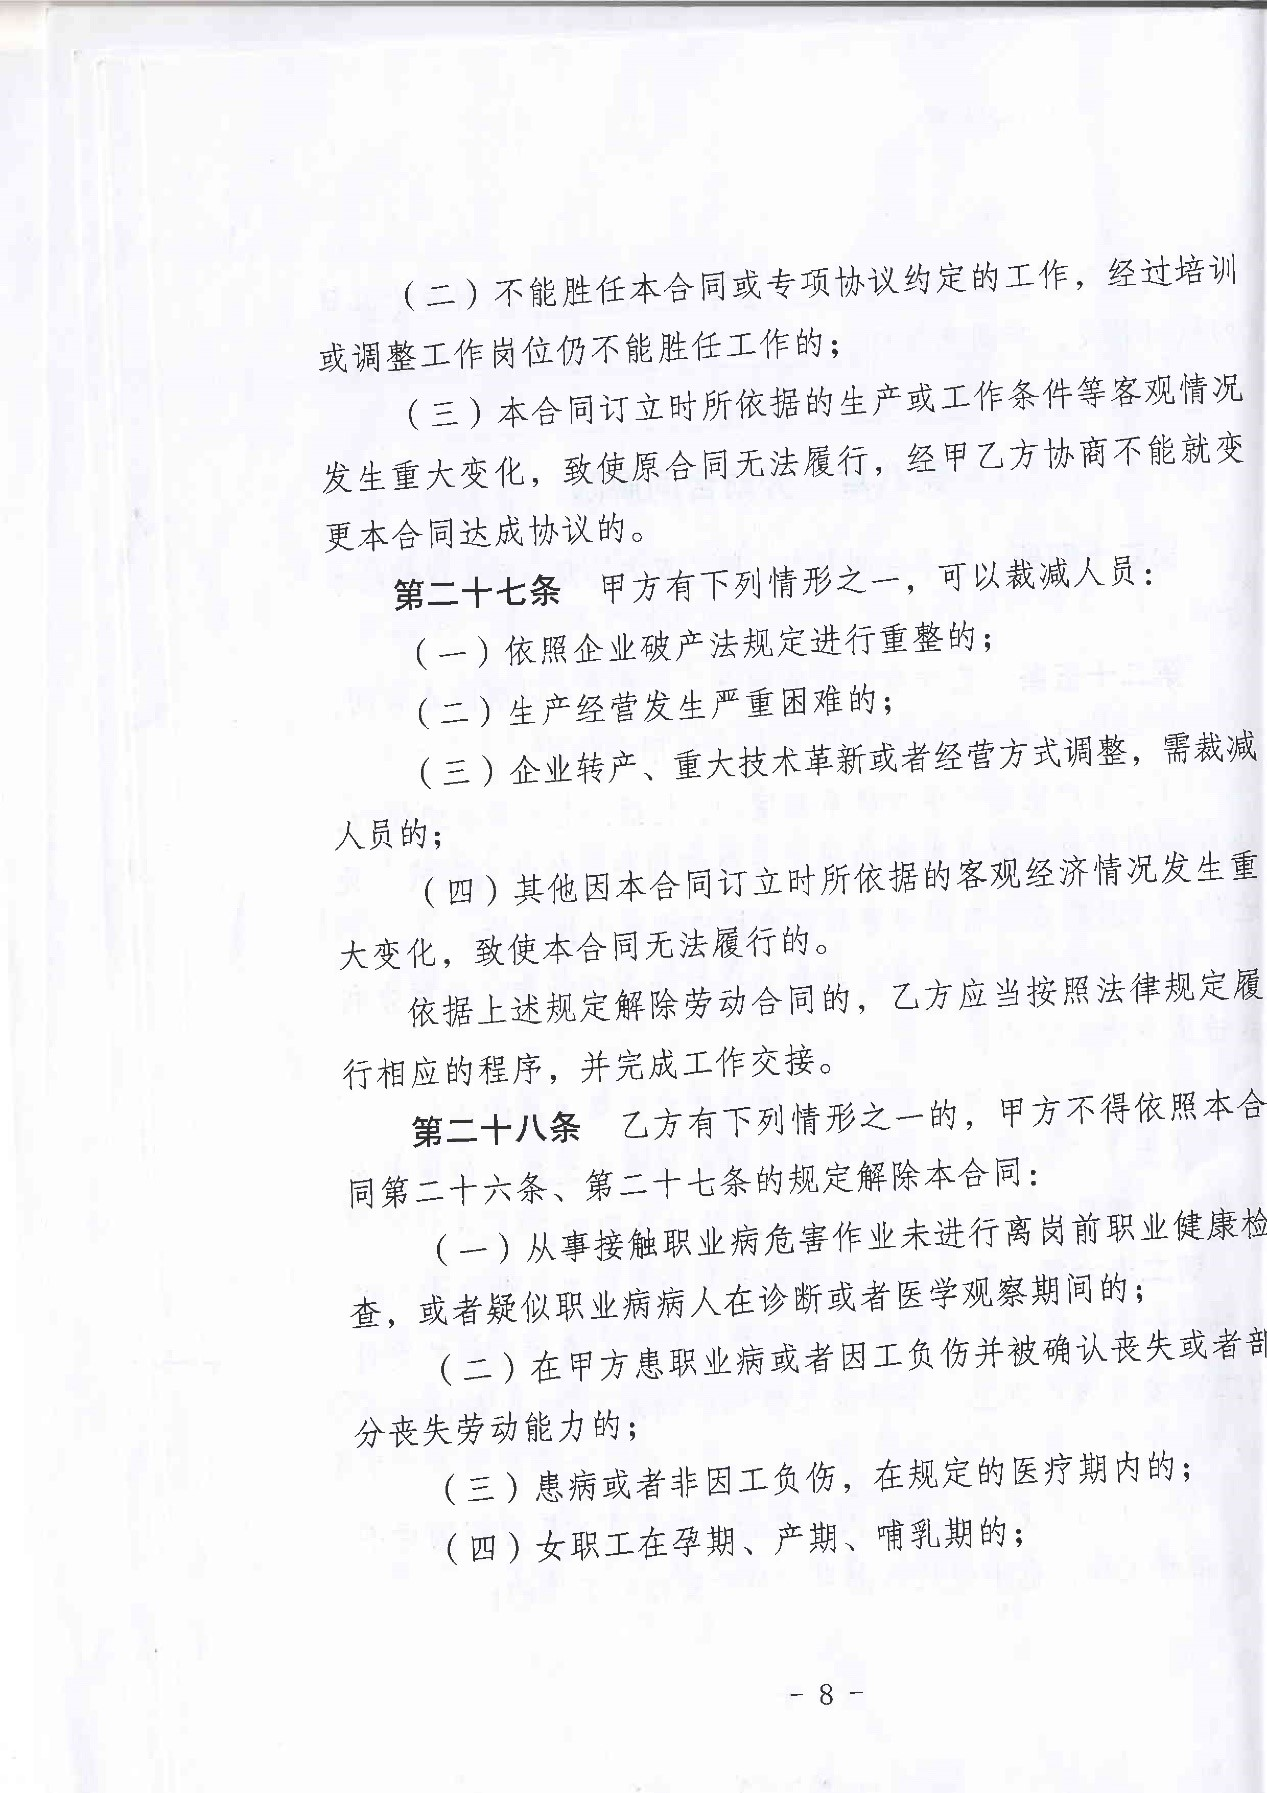 （二）不能胜任本合同或专项协议约定的工作，经过培训
或调整工作岗位仍不能胜任工作的；
（三）本合同订立时所依据的生产或工作条件等客观情况
发生重大变化，致使原合同无法履行，经甲乙方协商不能就变
更本合同达成协议的。
第二十七条　甲方有下列情形之一，可以裁减人员：
（一）依照企业破产法规定进行重整的；
（二）生产经营发生严重困难的；
（三）企业转产、重大技术革新或者经营方式调整，需裁减
人员的；
（四）其他因本合同订立时所依据的客观经济情况发生重
大变化，致使本合同无法履行的。
依据上述规定解除劳动合同的，乙方应当按照法律规定履
行相应的程序，并完成工作交接。
第二十八条　乙方有下列情形之一的，甲方不得依照本合
同第二十六条、第二十七条的规定解除本合同：
（一）从事接触职业病危害作业未进行离岗前职业健康检
查，或者疑似职业病病人在诊断或者医学观察期间的；
（二）在甲方患职业病或者因工负伤并被确认丧失或者部
分丧失劳动能力的；
（三）患病或者非因工负伤，在规定的医疗期内的；
（四）女职工在孕期、产期、哺乳期的；
- 8 -